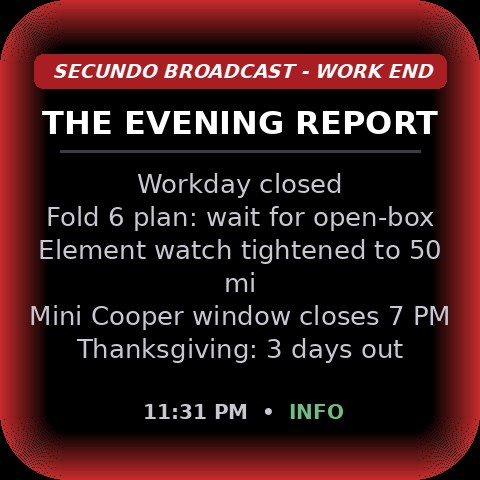 SECUNDO BROADCAST - WORK END
THE EVENING REPORT
Workday closed
Fold 6 plan: wait for open-box
Element watch tightened to 50
mi
Mini Cooper window closes 7 PM
Thanksgiving: 3 days out
11:31 PM • INFO